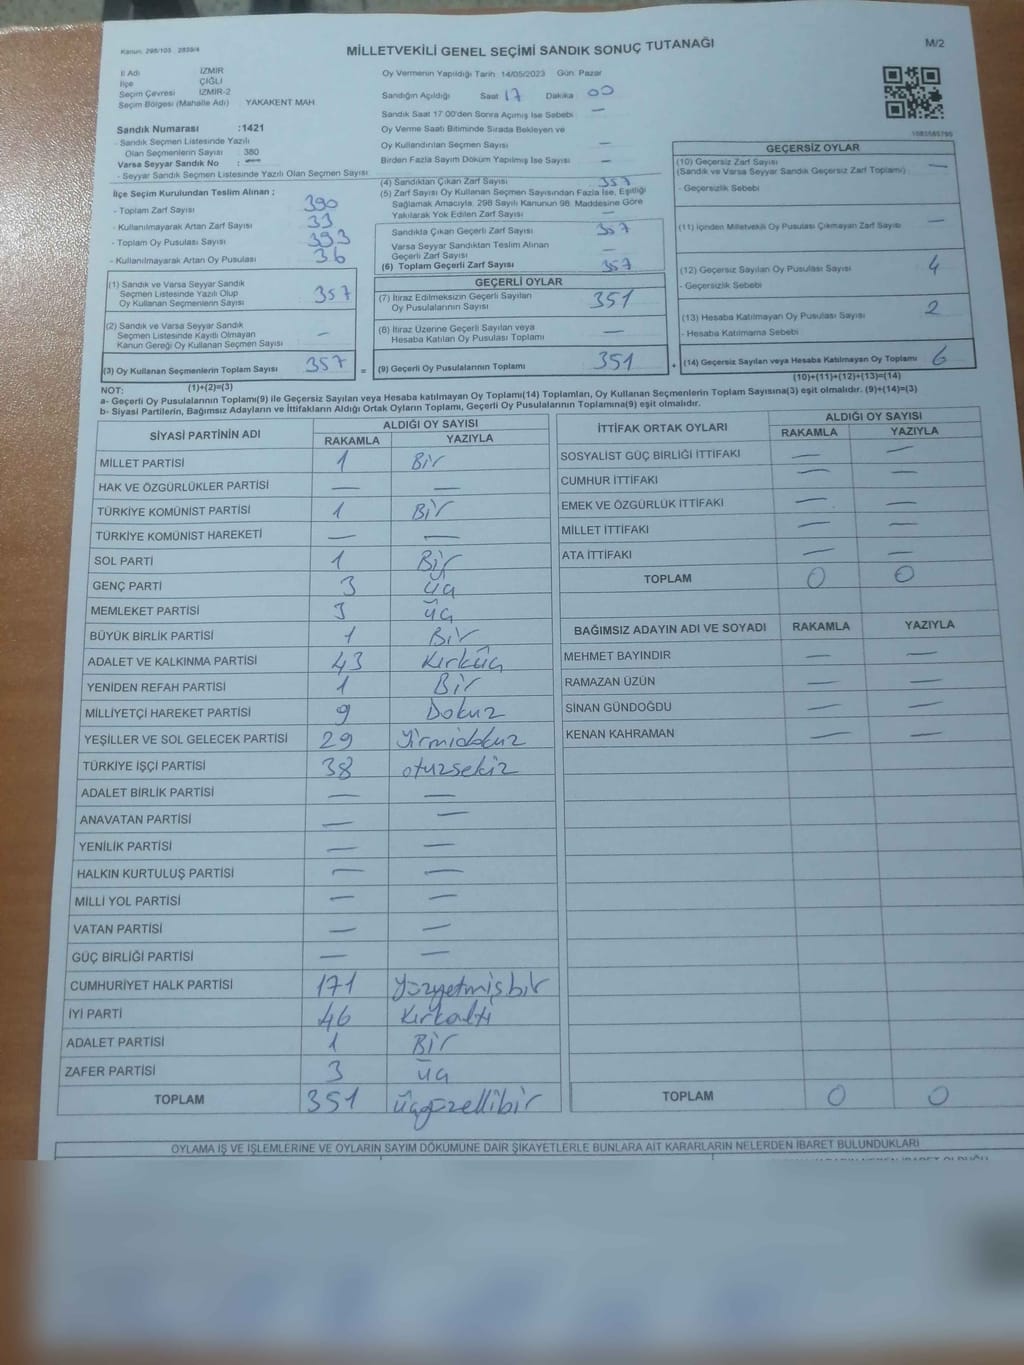 Kanun: 298/103 2839/4
MİLLETVEKİLİ GENEL SEÇİMİ SANDIK SONUÇ TUTANAĞI
M/2
İl Adı İZMİR
İlçe ÇİĞLİ
Seçim Çevresi İZMİR-2
Seçim Bölgesi (Mahalle Adı) YAKAKENT MAH.
Sandık Numarası :1421
- Sandık Seçmen Listesinde Yazılı
Olan Seçmenlerin Sayısı 380
Varsa Seyyar Sandık No : —
- Seyyar Sandık Seçmen Listesinde Yazılı Olan Seçmen Sayısı
Oy Vermenin Yapıldığı Tarih: 14/05/2023 Gün: Pazar
Sandığın Açıldığı Saat 17 Dakika 00
Sandık Saat 17.00'den Sonra Açımış İse Sebebi —
Oy Verme Saati Bitiminde Sırada Bekleyen ve
Oy Kullandırılan Seçmen Sayısı —
Birden Fazla Sayım Döküm Yapılmış İse Sayısı —
İlçe Seçim Kurulundan Teslim Alınan ;
- Toplam Zarf Sayısı 390
- Kullanılmayarak Artan Zarf Sayısı 33
- Toplam Oy Pusulası Sayısı 393
- Kullanılmayarak Artan Oy Pusulası 36
(1) Sandık ve Varsa Seyyar Sandık
Seçmen Listesinde Yazılı Olup
Oy Kullanan Seçmenlerin Sayısı 357
(2) Sandık ve Varsa Seyyar Sandık
Seçmen Listesinde Kayıtlı Olmayan
Kanun Gereği Oy Kullanan Seçmen Sayısı —
(3) Oy Kullanan Seçmenlerin Toplam Sayısı 357 =
(1)+(2)=(3)
(4) Sandıktan Çıkan Zarf Sayısı 357
(5) Zarf Sayısı Oy Kullanan Seçmen Sayısından Fazla İse, Eşitliği
Sağlamak Amacıyla, 298 Sayılı Kanunun 98. Maddesine Göre
Yakılarak Yok Edilen Zarf Sayısı —
Sandıkta Çıkan Geçerli Zarf Sayısı 357
Varsa Seyyar Sandıktan Teslim Alınan
Geçerli Zarf Sayısı —
(6) Toplam Geçerli Zarf Sayısı 357
GEÇERLİ OYLAR
(7) İtiraz Edilmeksizin Geçerli Sayılan
Oy Pusulalarının Sayısı 351
(8) İtiraz Üzerine Geçerli Sayılan veya
Hesaba Katılan Oy Pusulası Toplamı —
(9) Geçerli Oy Pusulalarının Toplamı 351 +
GEÇERSİZ OYLAR
(10) Geçersiz Zarf Sayısı —
(Sandık ve Varsa Seyyar Sandık Geçersiz Zarf Toplamı)
- Geçersizlik Sebebi
(11) İçinden Milletvekili Oy Pusulası Çıkmayan Zarf Sayısı —
(12) Geçersiz Sayılan Oy Pusulası Sayısı 4
- Geçersizlik Sebebi
(13) Hesaba Katılmayan Oy Pusulası Sayısı 2
- Hesaba Katılmama Sebebi
(14) Geçersiz Sayılan veya Hesaba Katılmayan Oy Toplamı 6
(10)+(11)+(12)+(13)=(14)
NOT:
a- Geçerli Oy Pusulalarının Toplamı(9) ile Geçersiz Sayılan veya Hesaba katılmayan Oy Toplamı(14) Toplamları, Oy Kullanan Seçmenlerin Toplam Sayısına(3) eşit olmalıdır. (9)+(14)=(3)
b- Siyasi Partilerin, Bağımsız Adayların ve İttifakların Aldığı Ortak Oyların Toplamı, Geçerli Oy Pusulalarının Toplamına(9) eşit olmalıdır.
SİYASİ PARTİNİN ADI ALDIĞI OY SAYISI
RAKAMLA YAZIYLA
MİLLET PARTİSİ 1 Bir
HAK VE ÖZGÜRLÜKLER PARTİSİ — —
TÜRKİYE KOMÜNİST PARTİSİ 1 Bir
TÜRKİYE KOMÜNİST HAREKETİ — —
SOL PARTİ 1 Bir
GENÇ PARTİ 3 üç
MEMLEKET PARTİSİ 3 üç
BÜYÜK BİRLİK PARTİSİ 1 Bir
ADALET VE KALKINMA PARTİSİ 43 Kırküç
YENİDEN REFAH PARTİSİ 1 Bir
MİLLİYETÇİ HAREKET PARTİSİ 9 Dokuz
YEŞİLLER VE SOL GELECEK PARTİSİ 29 Yirmidokuz
TÜRKİYE İŞÇİ PARTİSİ 38 otuzsekiz
ADALET BİRLİK PARTİSİ — —
ANAVATAN PARTİSİ — —
YENİLİK PARTİSİ — —
HALKIN KURTULUŞ PARTİSİ — —
MİLLİ YOL PARTİSİ — —
VATAN PARTİSİ — —
GÜÇ BİRLİĞİ PARTİSİ — —
CUMHURİYET HALK PARTİSİ 171 Yüzyetmişbir
İYİ PARTİ 46 Kırkaltı
ADALET PARTİSİ 1 Bir
ZAFER PARTİSİ 3 üç
TOPLAM 351 üçyüzellibir
İTTİFAK ORTAK OYLARI ALDIĞI OY SAYISI
RAKAMLA YAZIYLA
SOSYALİST GÜÇ BİRLİĞİ İTTİFAKI — —
CUMHUR İTTİFAKI — —
EMEK VE ÖZGÜRLÜK İTTİFAKI — —
MİLLET İTTİFAKI — —
ATA İTTİFAKI — —
TOPLAM 0 0
BAĞIMSIZ ADAYIN ADI VE SOYADI RAKAMLA YAZIYLA
MEHMET BAYINDIR — —
RAMAZAN ÜZÜN — —
SİNAN GÜNDOĞDU — —
KENAN KAHRAMAN — —
TOPLAM 0 0
OYLAMA İŞ VE İŞLEMLERİNE VE OYLARIN SAYIM DÖKÜMÜNE DAİR ŞİKAYETLERLE BUNLARA AİT KARARLARIN NELERDEN İBARET BULUNDUKLARI